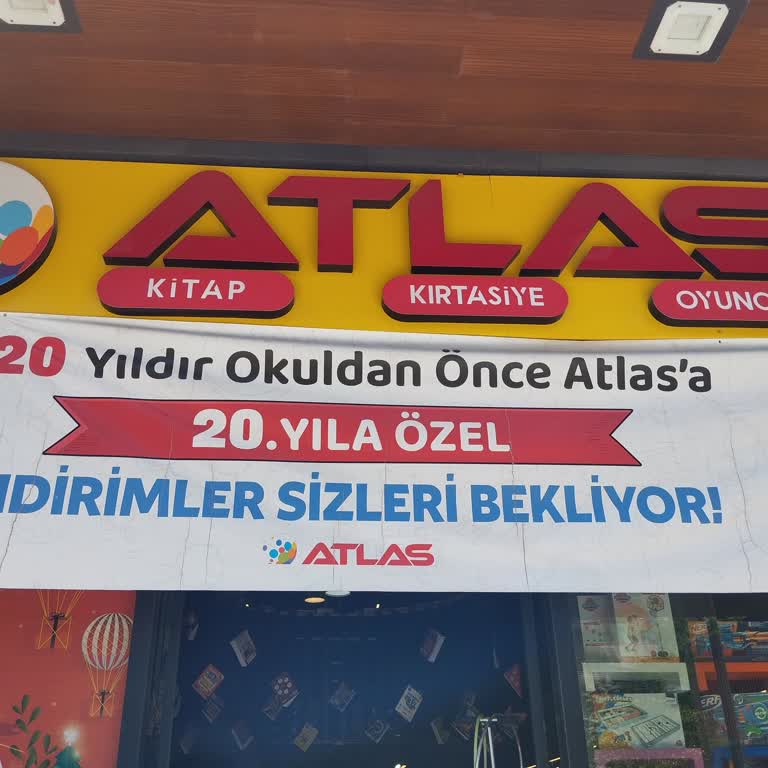 ATLAS
KİTAP KIRTASİYE OYUNC
20 Yıldır Okuldan Önce Atlas'a
20.YILA ÖZEL
NDİRİMLER SİZLERİ BEKLİYOR!
ATLAS